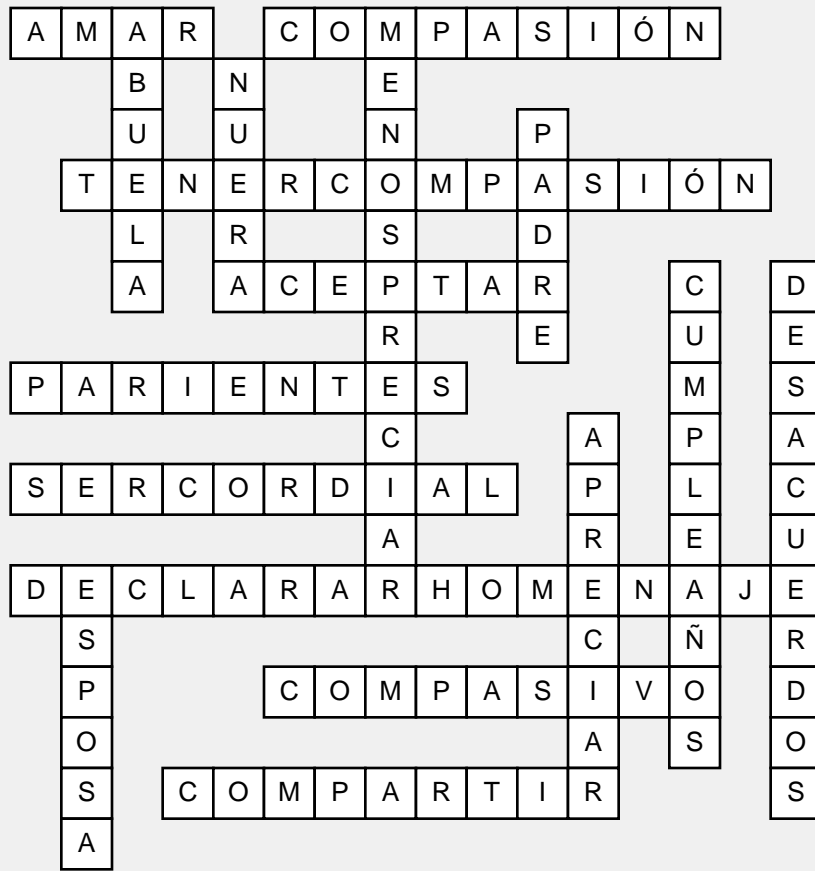 AMAR
ABUELA
COMPASIÓN
MENOSPRECIAR
NUERA
PADRE
TENERCOMPASIÓN
ACEPTAR
CUMPLEAÑOS
DESACUERDOS
PARIENTES
APRECIAR
SERCORDIAL
DECLARARHOMENAJE
ESPOSA
COMPASIVO
COMPARTIR